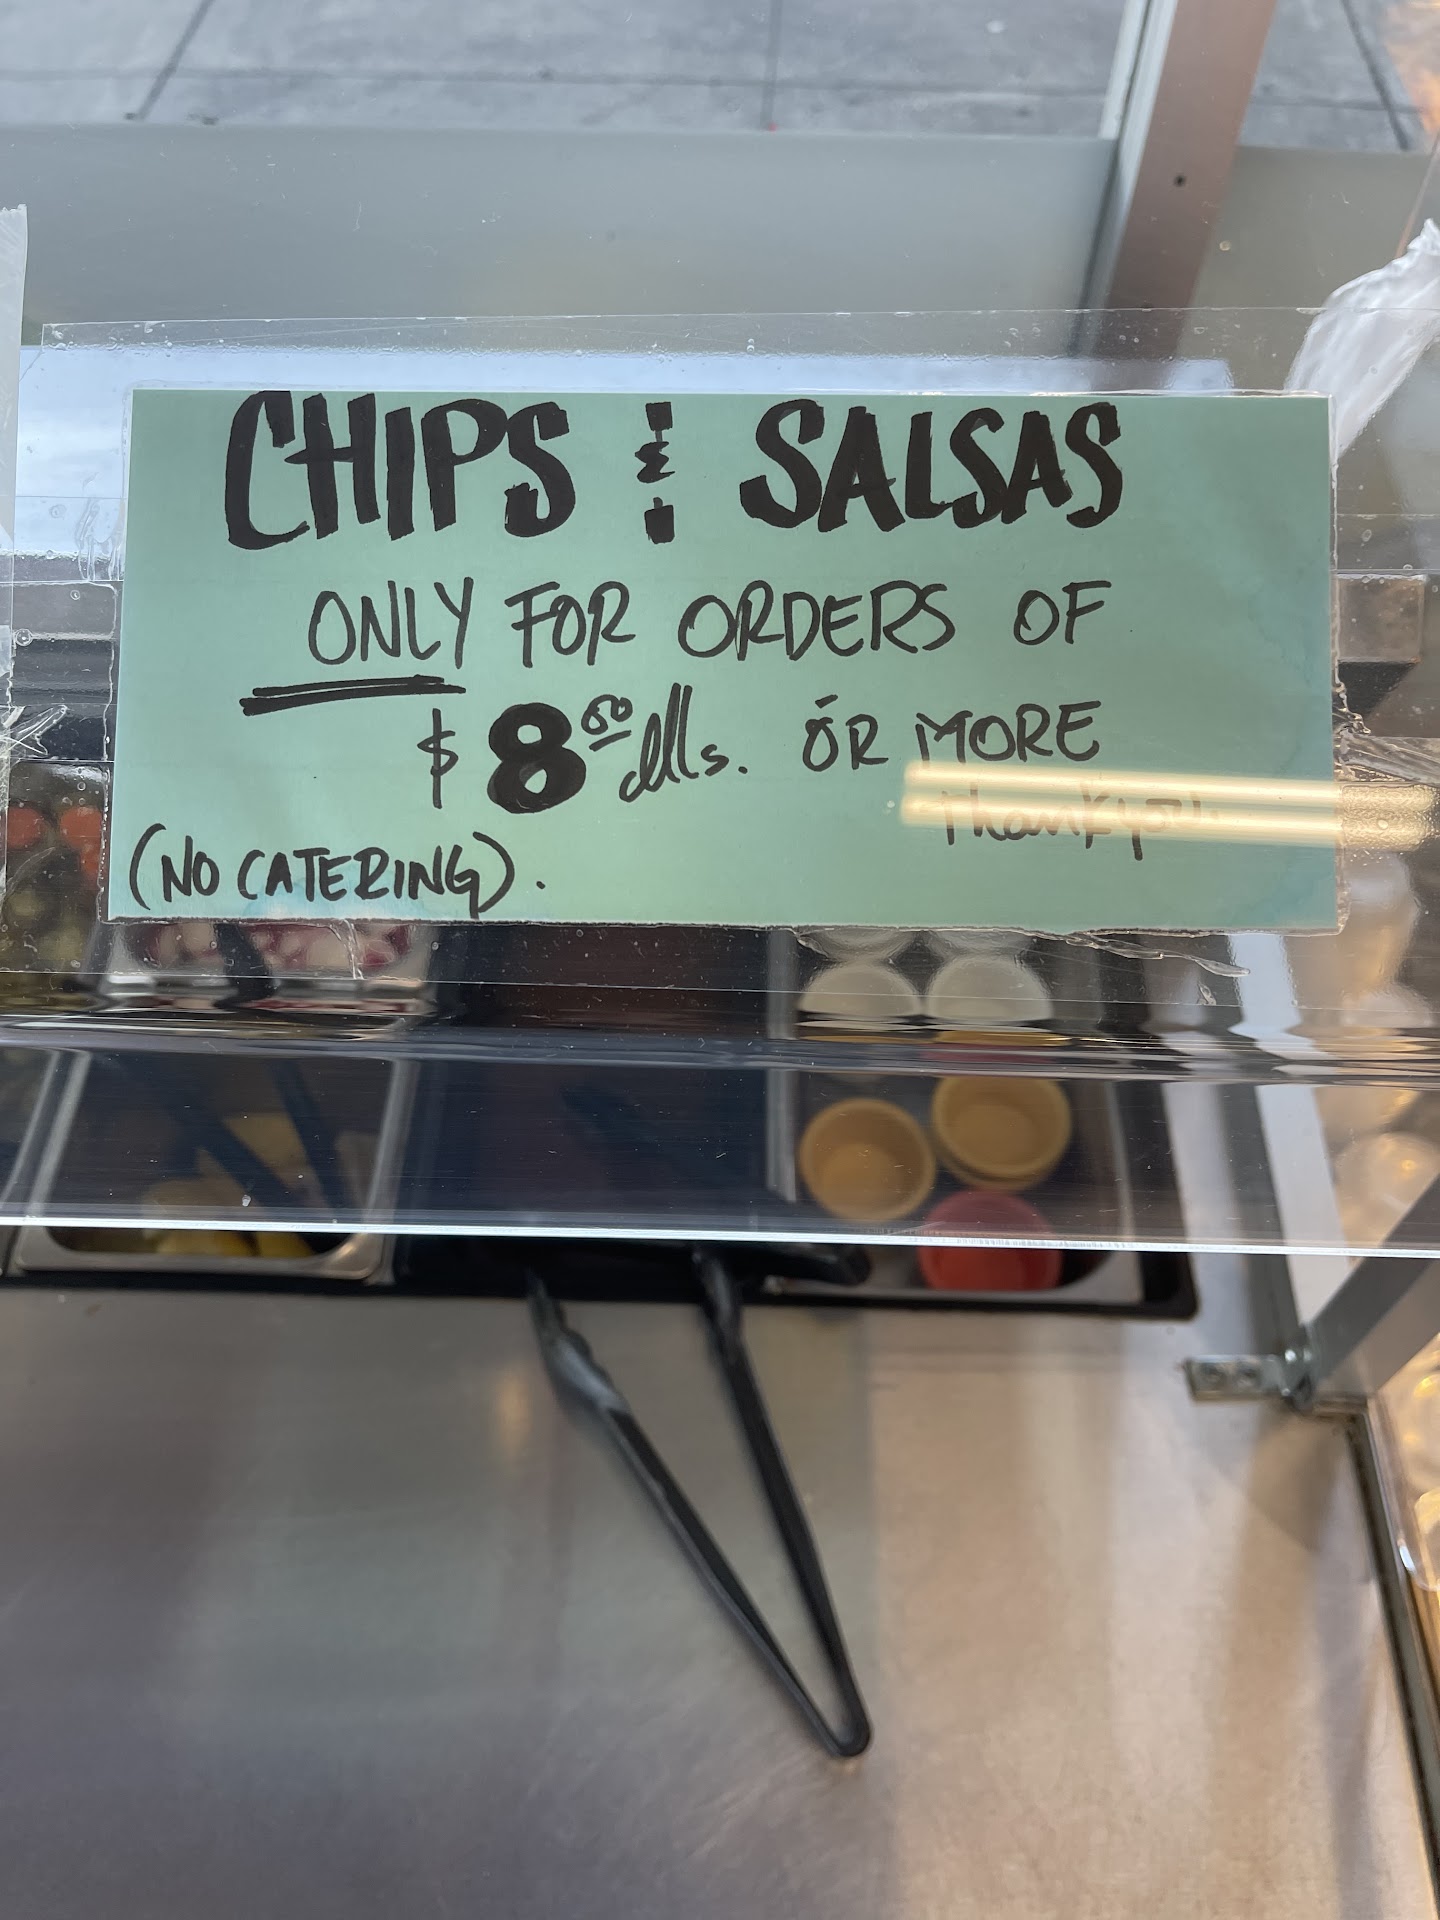 CHIPS & SALSAS
ONLY FOR ORDERS OF
$8.00 dlls. OR MORE
Thank you.
(NO CATERING).